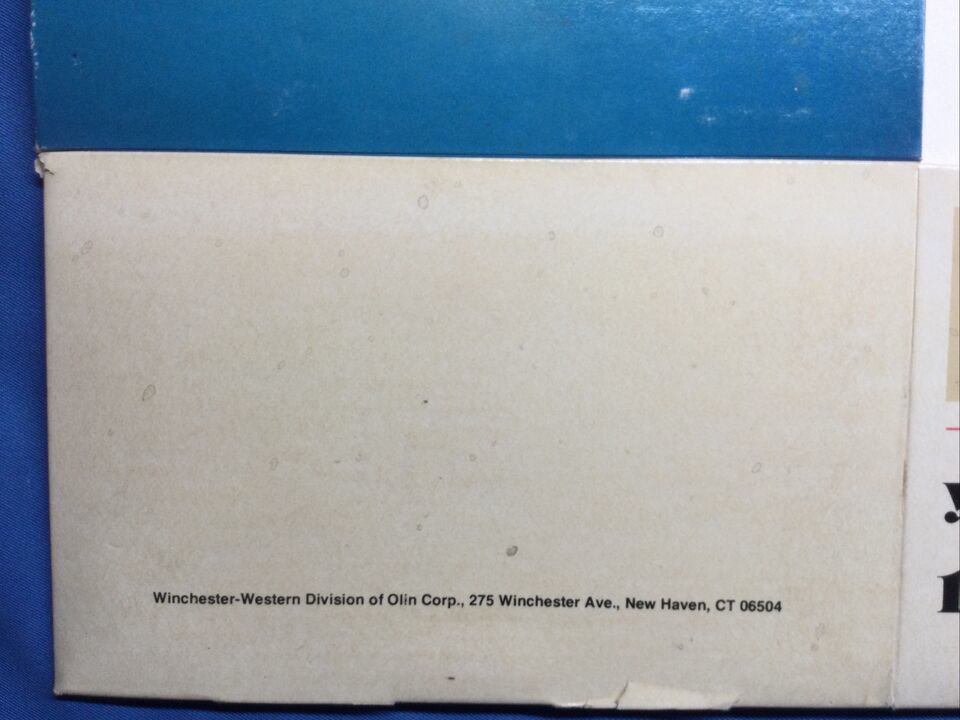 Winchester-Western Division of Olin Corp., 275 Winchester Ave., New Haven, CT 06504